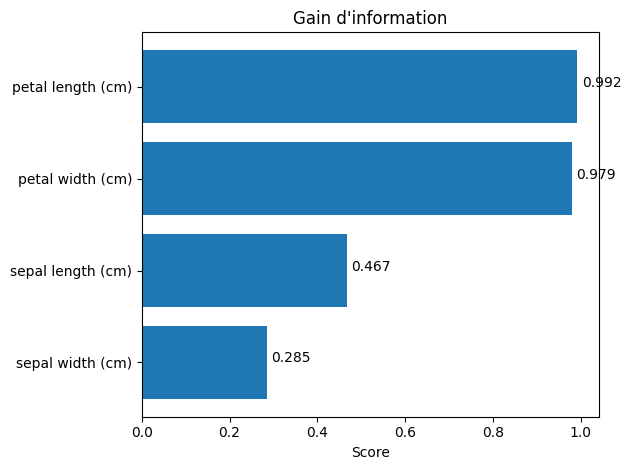 Gain d'information
petal length (cm)
0.992
petal width (cm)
0.979
sepal length (cm)
0.467
sepal width (cm)
0.285
0.0 0.2 0.4 0.6 0.8 1.0
Score